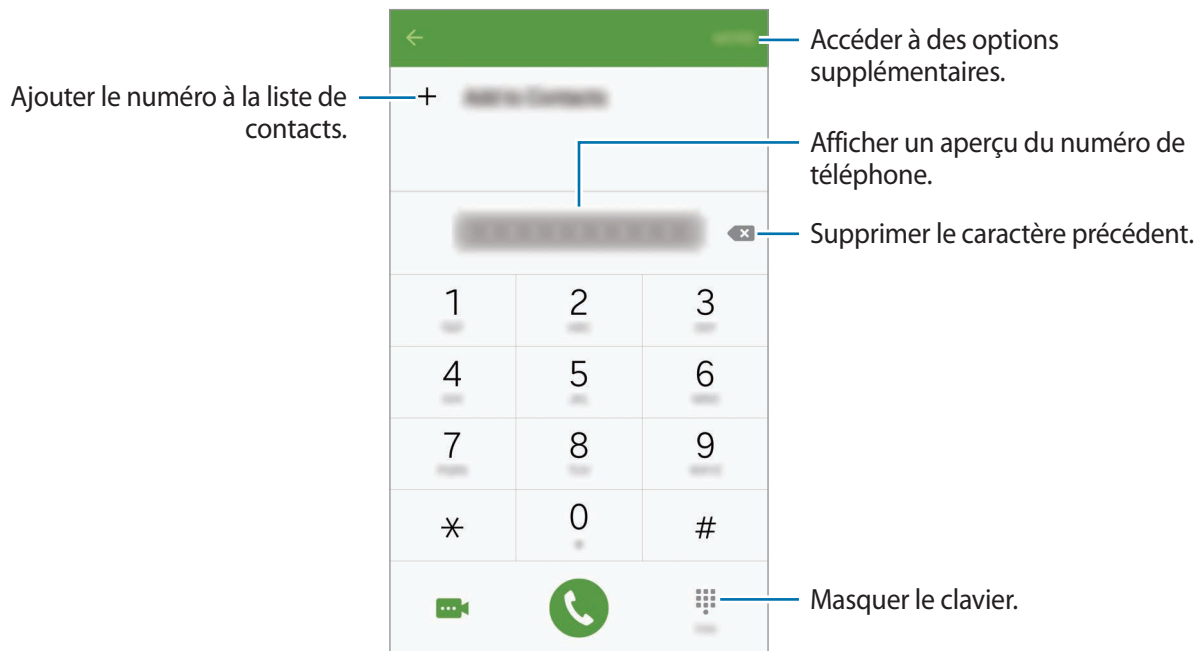 Accéder à des options
supplémentaires.
Ajouter le numéro à la liste de
contacts.
Afficher un aperçu du numéro de
téléphone.
Supprimer le caractère précédent.
1 2 3
4 5 6
7 8 9
* 0 #
Masquer le clavier.